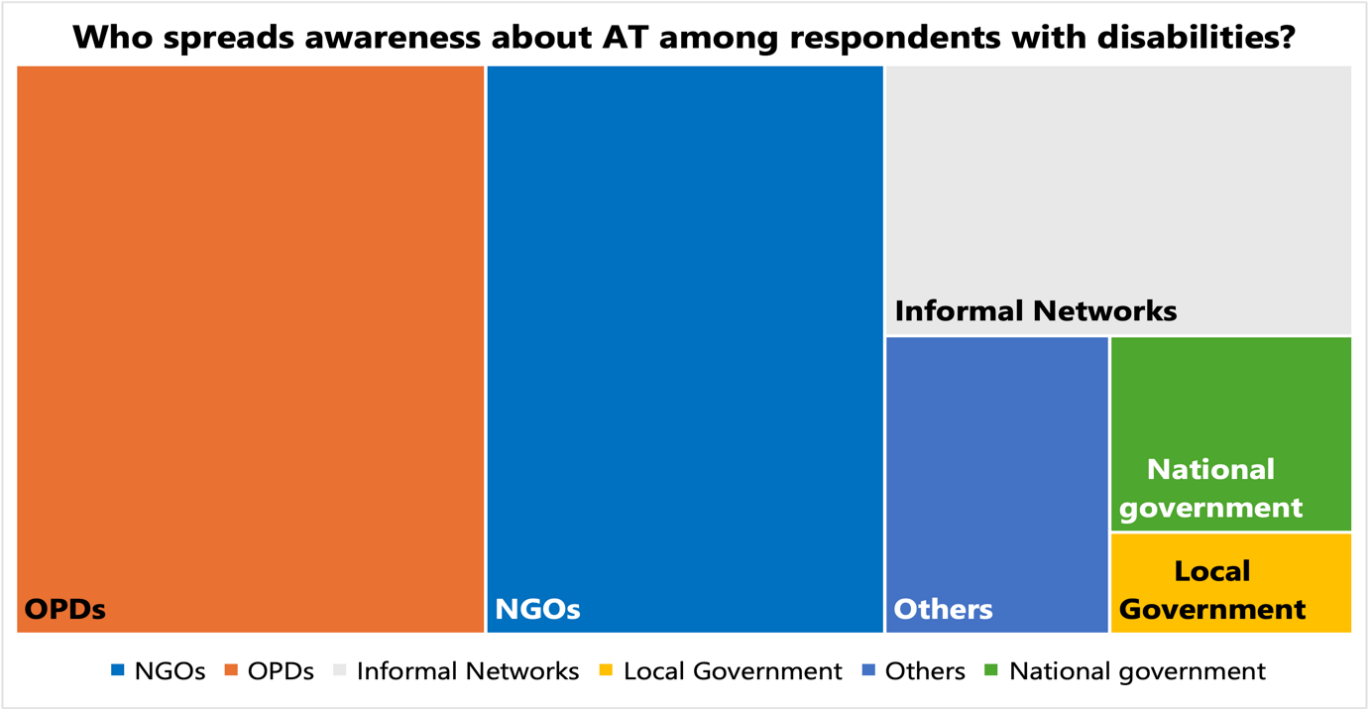 Who spreads awareness about AT among respondents with disabilities?
Informal Networks
National
government
Local
Government
OPDs
NGOs
Others
NGOs OPDs Informal Networks Local Government Others National government